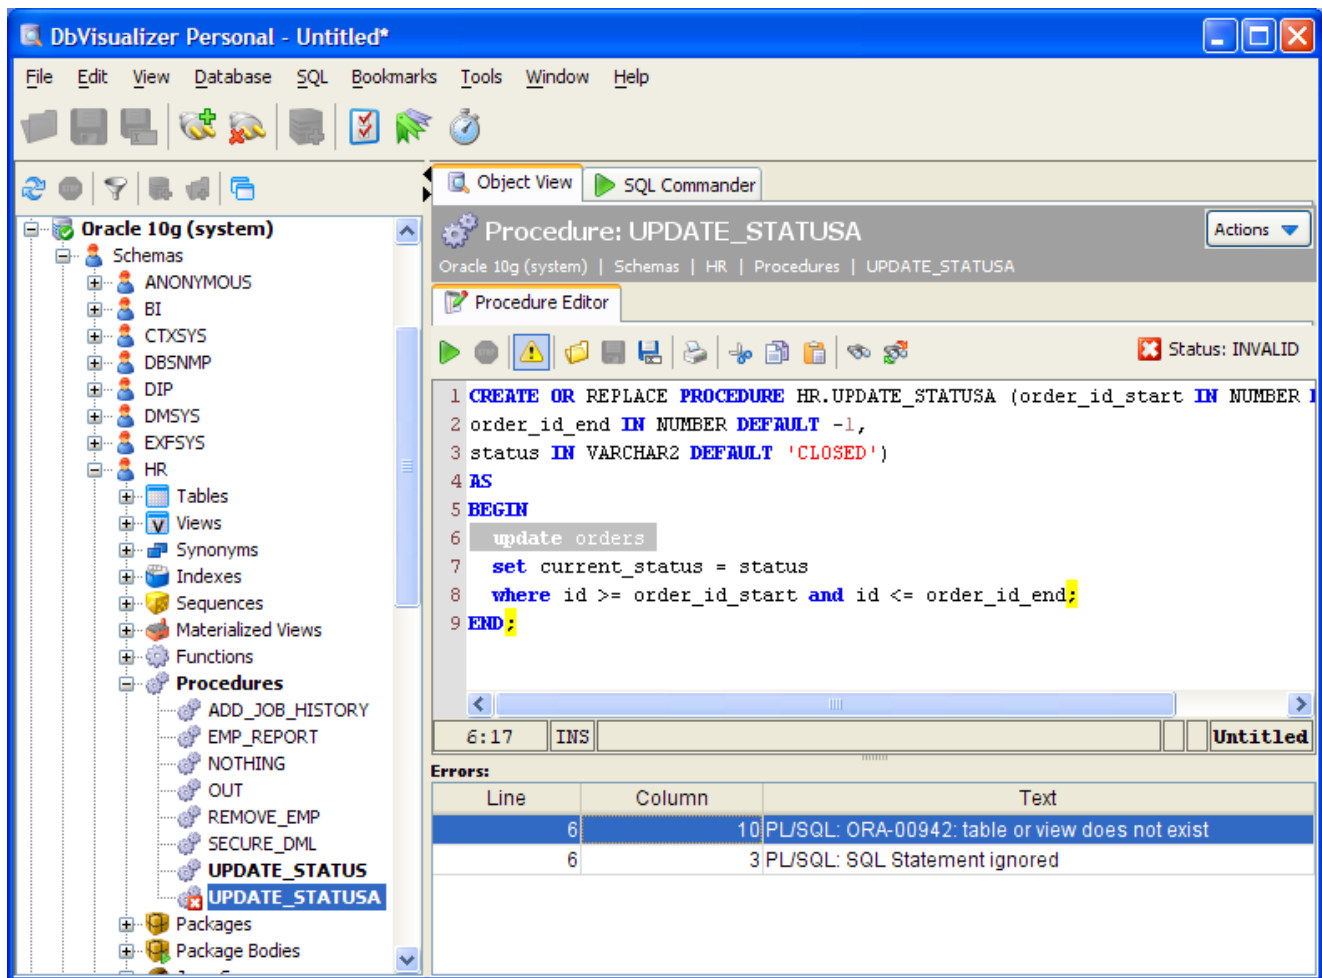 DbVisualizer Personal - Untitled*
File Edit View Database SQL Bookmarks Tools Window Help
Object View SQL Commander
Oracle 10g (system)
Schemas
ANONYMOUS
BI
CTXSYS
DBSNMP
DIP
DMSYS
EXFSYS
HR
Tables
Views
Synonyms
Indexes
Sequences
Materialized Views
Functions
Procedures
ADD_JOB_HISTORY
EMP_REPORT
NOTHING
OUT
REMOVE_EMP
SECURE_DML
UPDATE_STATUS
UPDATE_STATUSA
Packages
Package Bodies
Procedure: UPDATE_STATUSA
Actions
Oracle 10g (system) | Schemas | HR | Procedures | UPDATE_STATUSA
Procedure Editor
Status: INVALID
1 CREATE OR REPLACE PROCEDURE HR.UPDATE_STATUSA (order_id_start IN NUMBER
2 order_id_end IN NUMBER DEFAULT -1,
3 status IN VARCHAR2 DEFAULT 'CLOSED')
4 AS
5 BEGIN
6 update orders
7 set current_status = status
8 where id >= order_id_start and id <= order_id_end;
9 END;
6:17 INS Untitled
Errors:
Line Column Text
6 10 PL/SQL: ORA-00942: table or view does not exist
6 3 PL/SQL: SQL Statement ignored